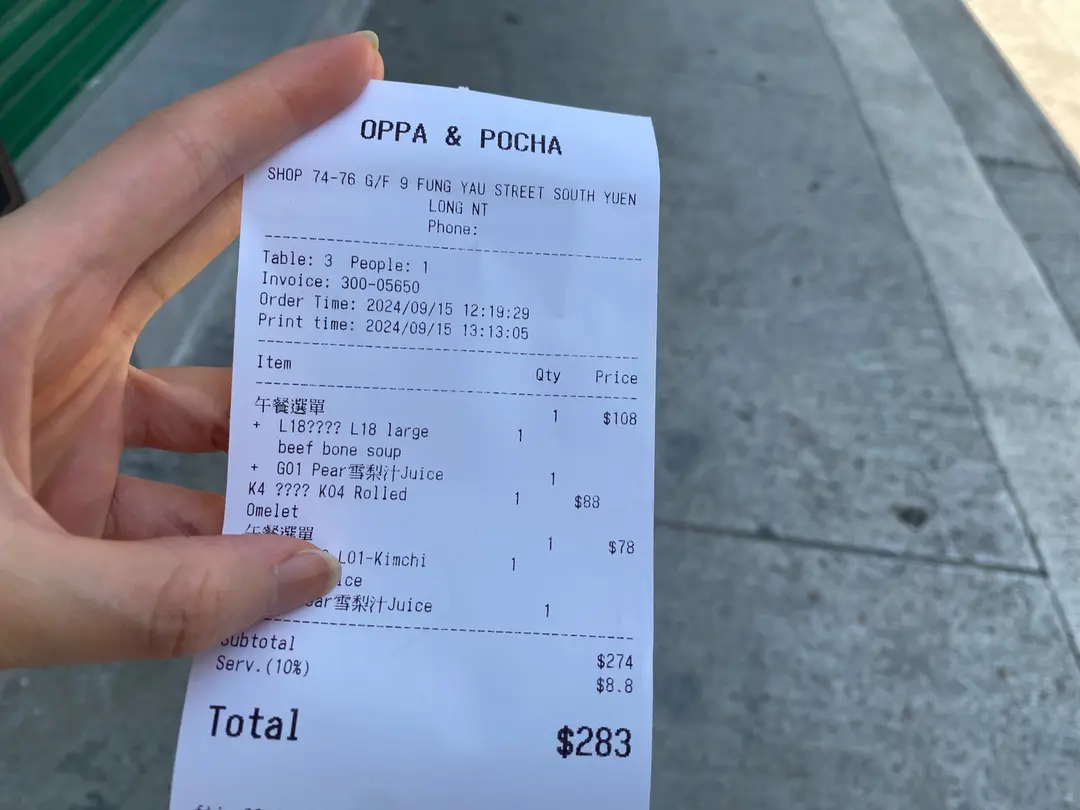 OPPA & POCHA
SHOP 74-76 G/F 9 FUNG YAU STREET SOUTH YUEN
LONG NT
Phone:
Table: 3 People: 1
Invoice: 300-05650
Order Time: 2024/09/15 12:19:29
Print time: 2024/09/15 13:13:05
Item Qty Price
午餐選單 1 $108
+ L18???? L18 large 1
beef bone soup
+ G01 Pear雪梨汁Juice 1
K4 ???? K04 Rolled 1 $88
Omelet
午餐選單 1 $78
L01-Kimchi 1
雪梨汁Juice 1
Subtotal $274
Serv.(10%) $8.8
Total $283